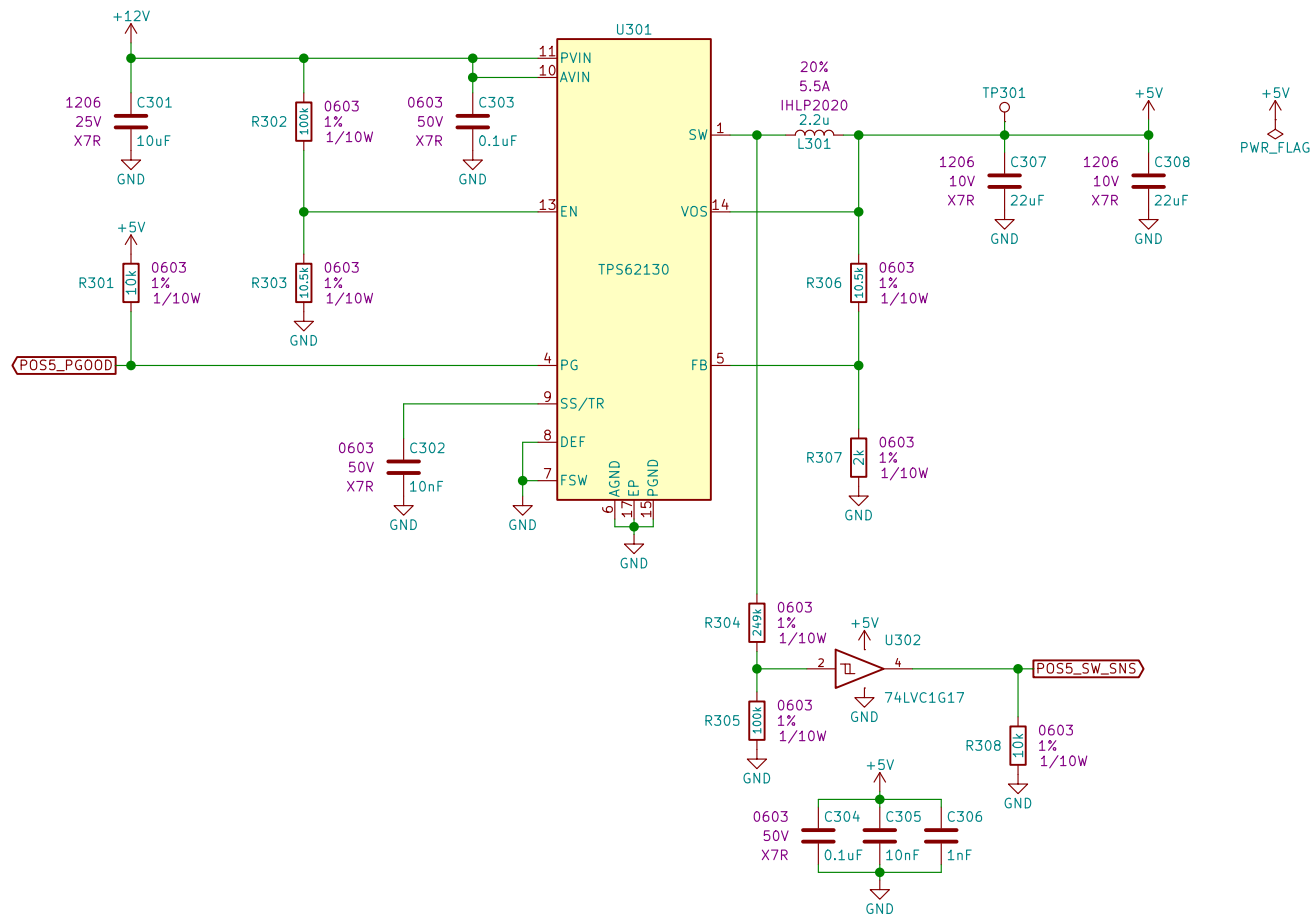 +12V
1206
25V
X7R
C301
10uF
GND
R302
100k
0603
1%
1/10W
0603
50V
X7R
C303
0.1uF
GND
+5V
R301
10k
0603
1%
1/10W
R303
10.5k
0603
1%
1/10W
GND
POS5_PGOOD
0603
50V
X7R
C302
10nF
GND
GND
U301
11
PVIN
10
AVIN
13
EN
4
PG
9
SS/TR
8
DEF
7
FSW
TPS62130
SW
1
VOS
14
FB
5
AGND
EP
PGND
6
17
15
GND
20%
5.5A
IHLP2020
2.2u
L301
TP301
1206
10V
X7R
C307
22uF
GND
+5V
1206
10V
X7R
C308
22uF
GND
+5V
PWR_FLAG
R306
10.5k
0603
1%
1/10W
R307
2k
0603
1%
1/10W
GND
R304
249k
0603
1%
1/10W
R305
100k
0603
1%
1/10W
GND
+5V
U302
2
4
74LVC1G17
GND
POS5_SW_SNS
R308
10k
0603
1%
1/10W
GND
+5V
0603
50V
X7R
C304
0.1uF
C305
10nF
C306
1nF
GND